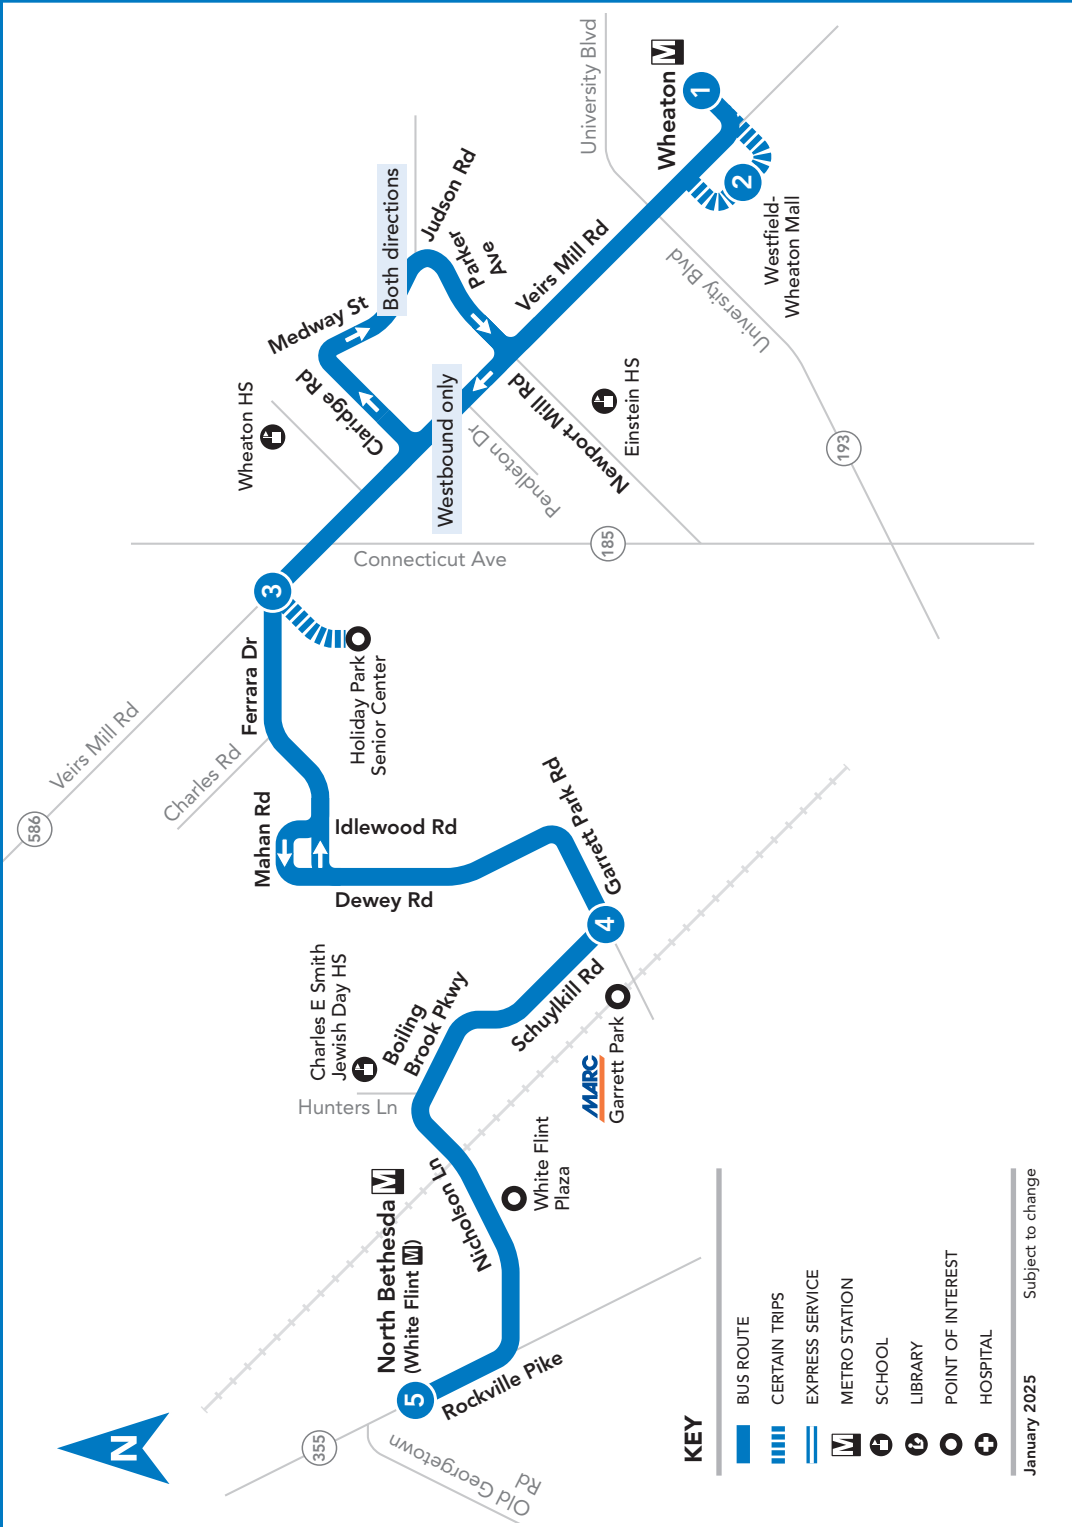 N
355
Old Georgetown
Rd
Rockville Pike
5
North Bethesda M
(White Flint M)
Nicholson Ln
White Flint
Plaza
Hunters Ln
Charles E Smith
Jewish Day HS
Boiling
Brook Pkwy
Schuylkill Rd
MARC
Garrett Park
4
Garrett Park Rd
Dewey Rd
Mahan Rd
Idlewood Rd
586
Veirs Mill Rd
Charles Rd
Ferrara Dr
Holiday Park
Senior Center
3
Connecticut Ave
185
Wheaton HS
Claridge Rd
Medway St
Both directions
Westbound only
Judson Rd
Parker
Ave
Pendleton Dr
Newport Mill Rd
Einstein HS
193
Veirs Mill Rd
University Blvd
University Blvd
Wheaton M
1
2
Westfield-
Wheaton Mall
KEY
BUS ROUTE
CERTAIN TRIPS
EXPRESS SERVICE
M METRO STATION
SCHOOL
LIBRARY
POINT OF INTEREST
HOSPITAL
January 2025 Subject to change